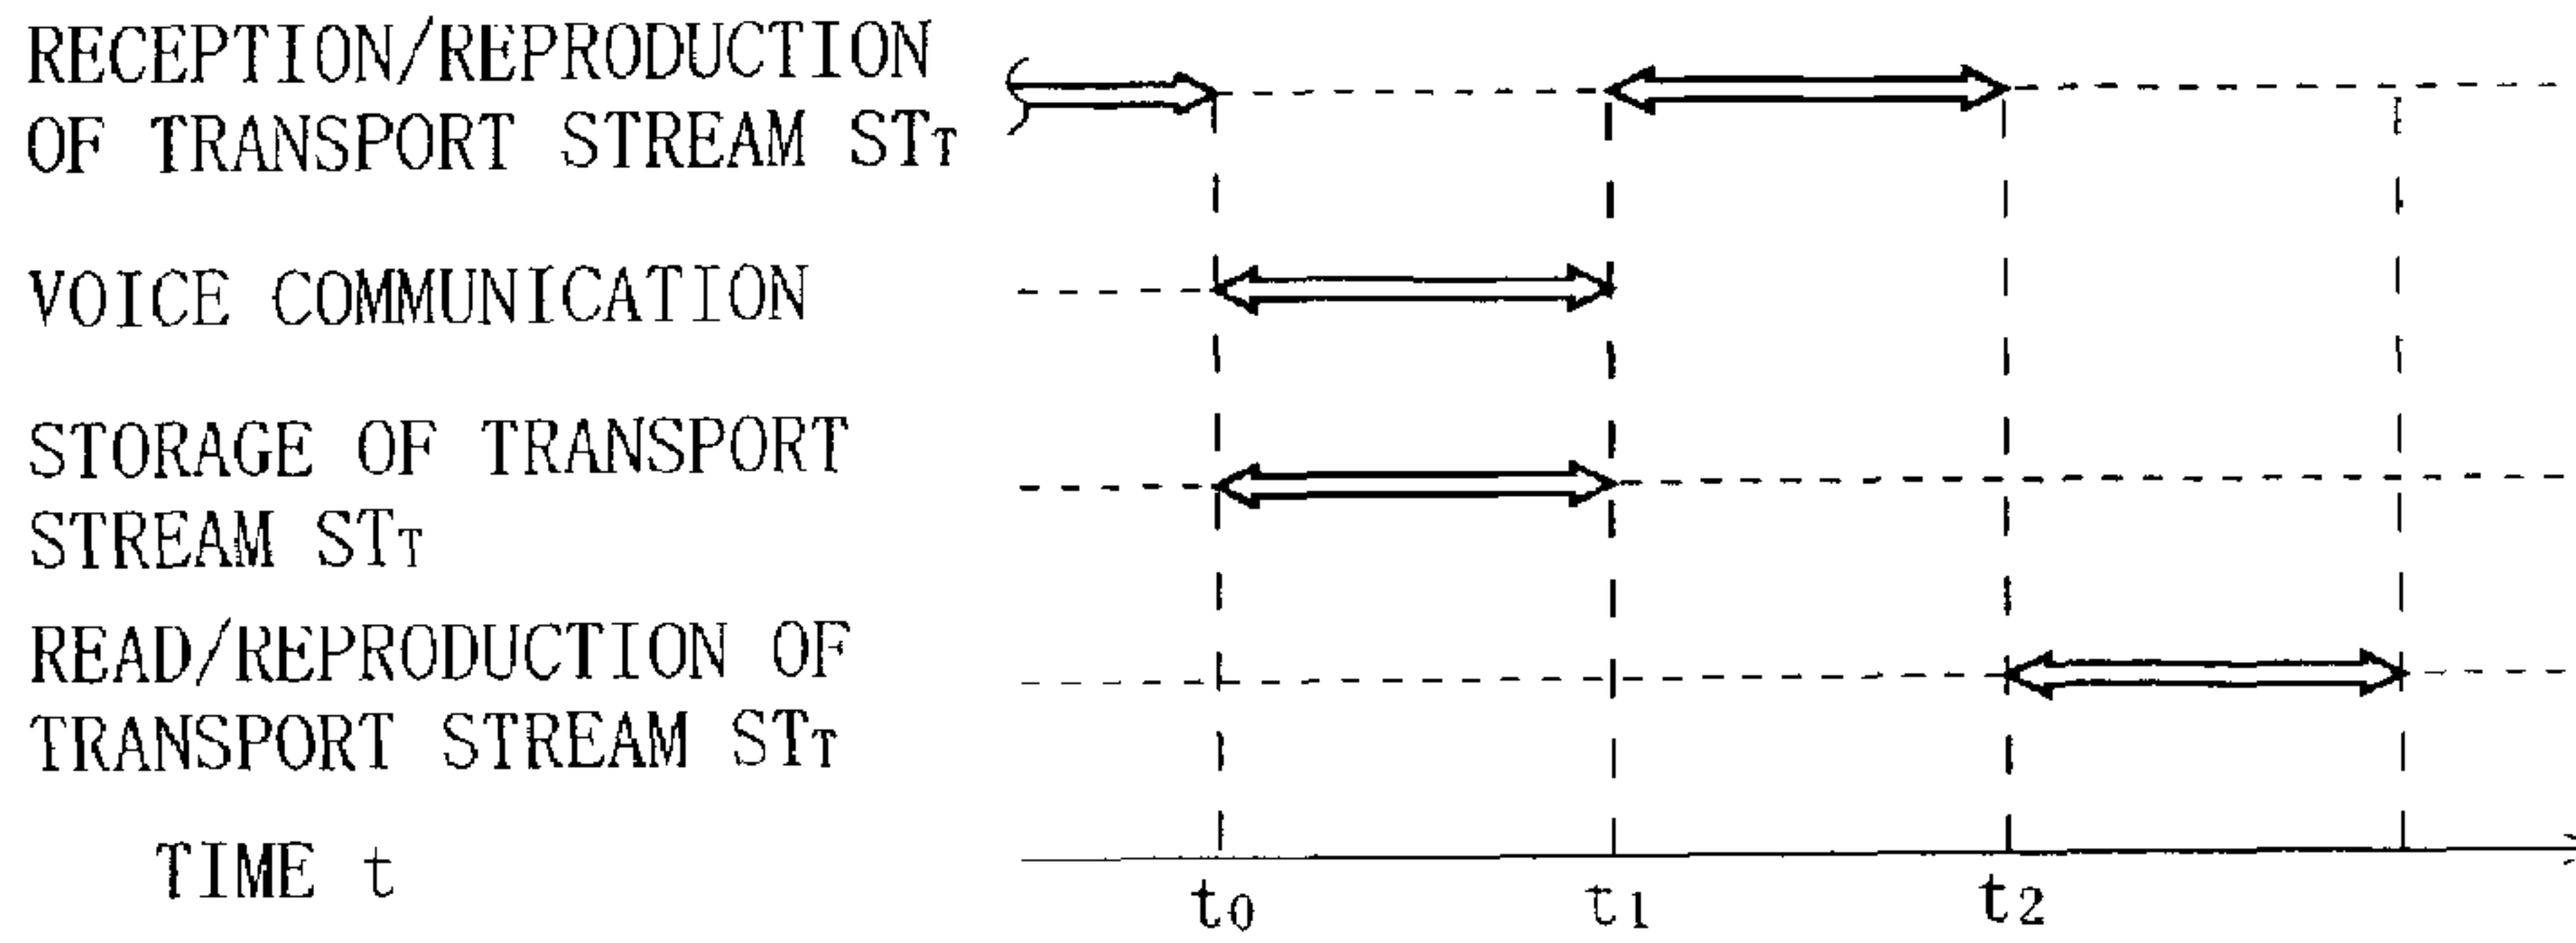 RECEPTION/REPRODUCTION
OF TRANSPORT STREAM STT
VOICE COMMUNICATION
STORAGE OF TRANSPORT
STREAM STT
READ/REPRODUCTION OF
TRANSPORT STREAM STT
TIME t
t0 t1 t2